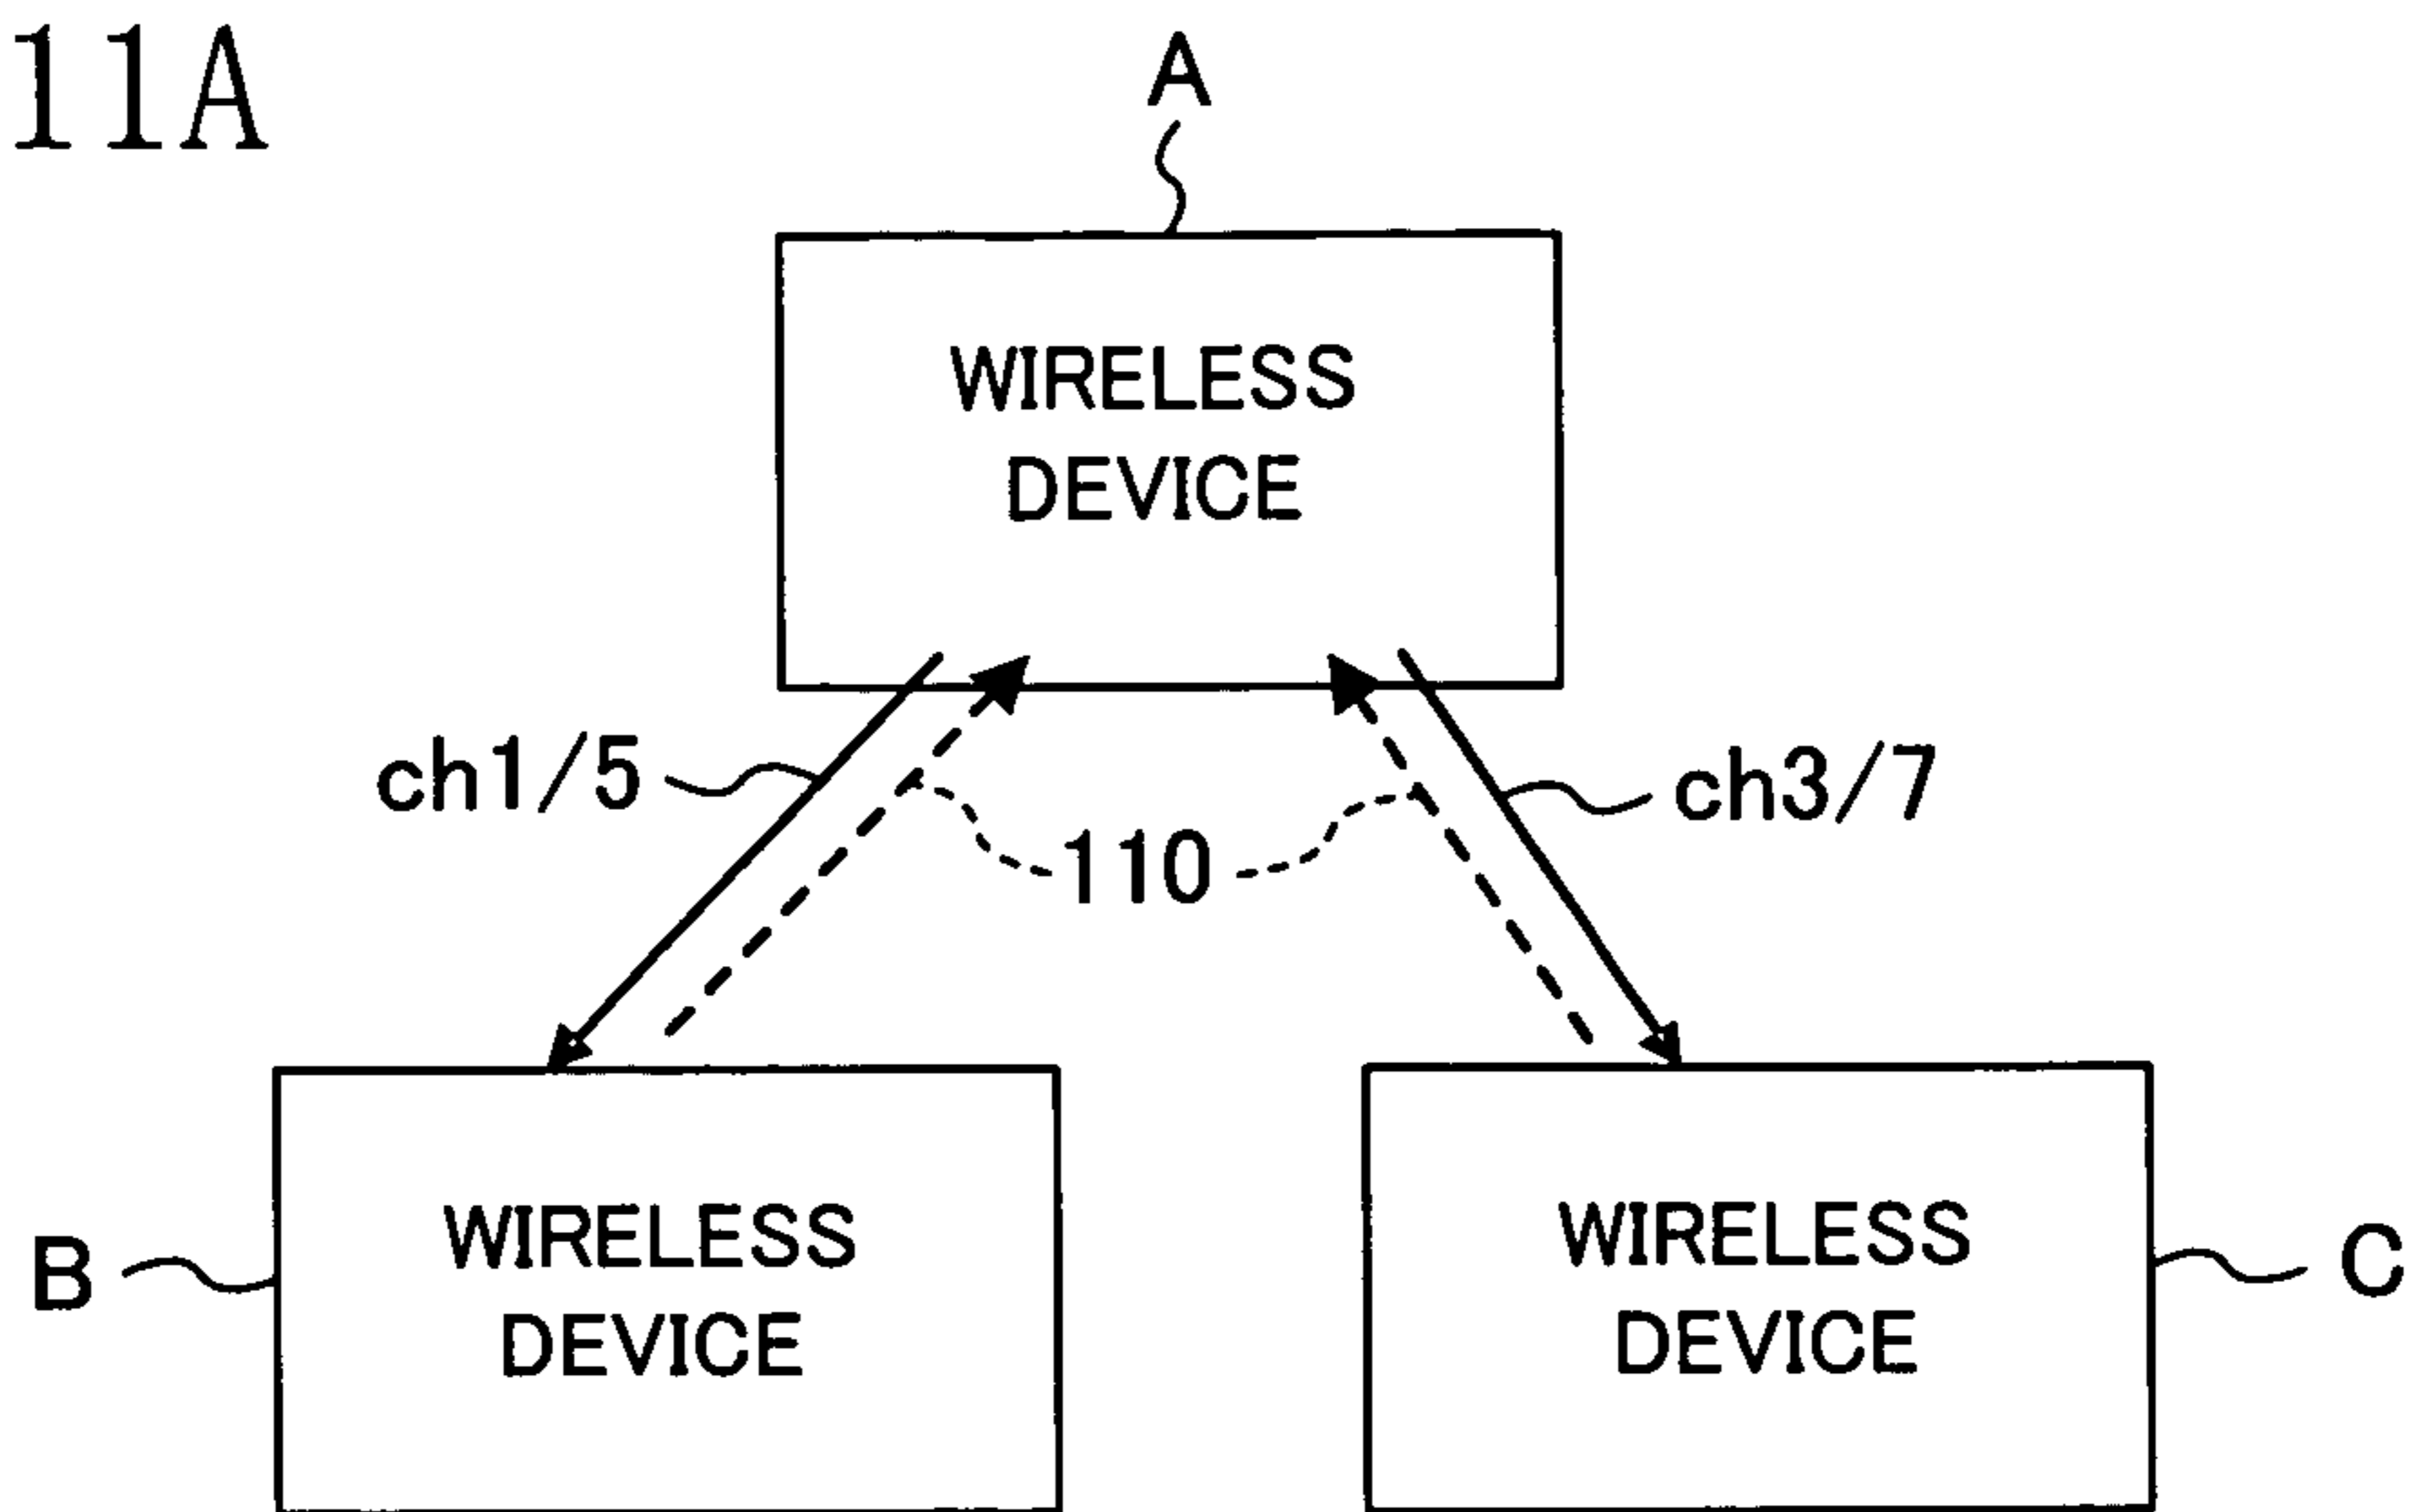 11A
A
WIRELESS
DEVICE
ch1/5
ch3/7
110
B
WIRELESS
DEVICE
WIRELESS
DEVICE
C